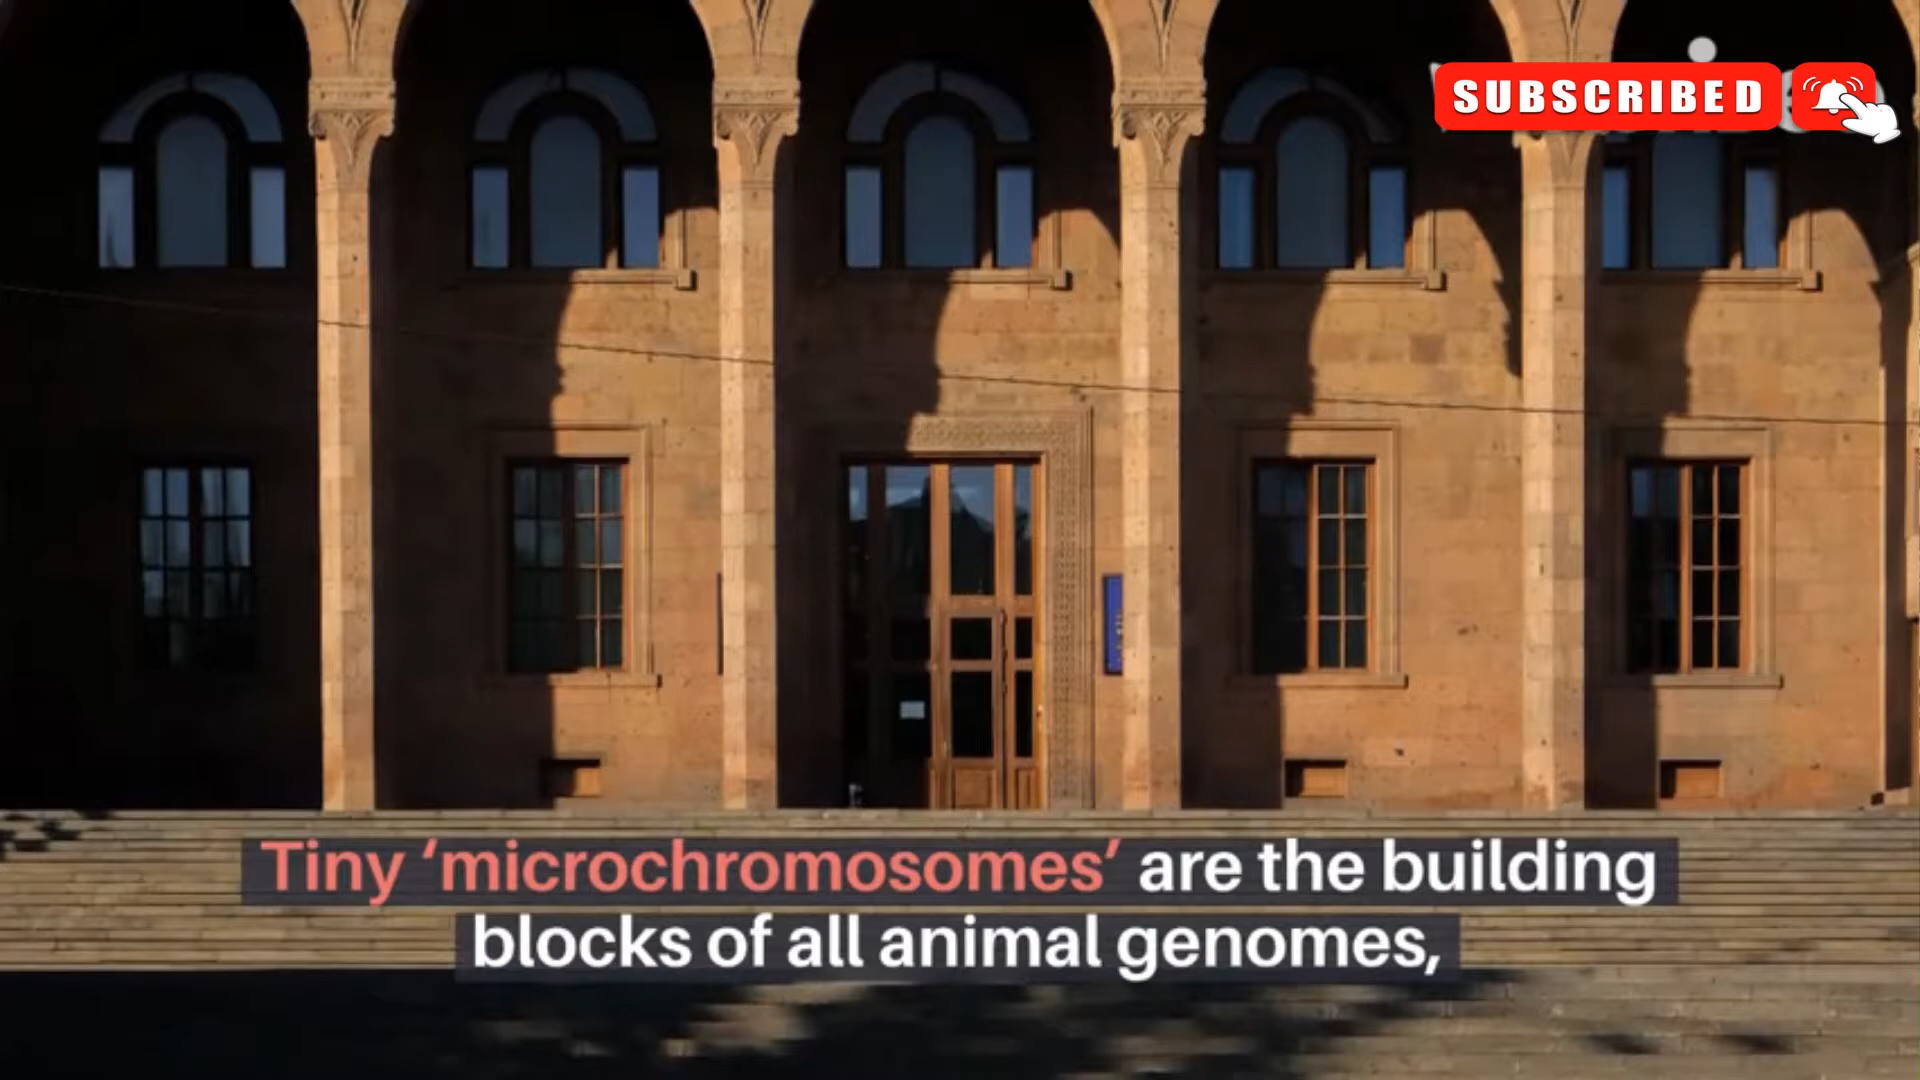 SUBSCRIBED
Tiny ‘microchromosomes’ are the building
blocks of all animal genomes,